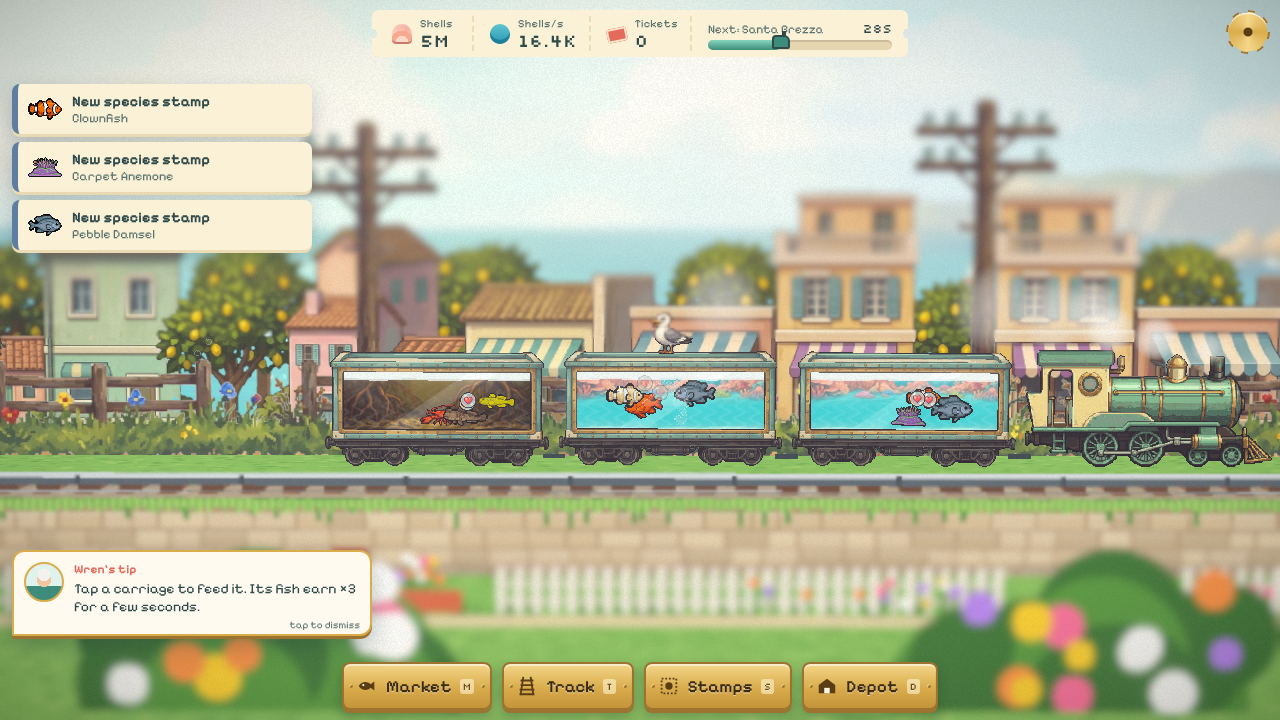 Shells
5M
Shells/s
16.4K
Tickets
0
Next: Santa Brezza
28S
New species stamp
Clownfish
New species stamp
Carpet Anemone
New species stamp
Pebble Damsel
Wren's tip
Tap a carriage to feed it. Its fish earn ×3
for a few seconds.
tap to dismiss
Market M
Track T
Stamps S
Depot D